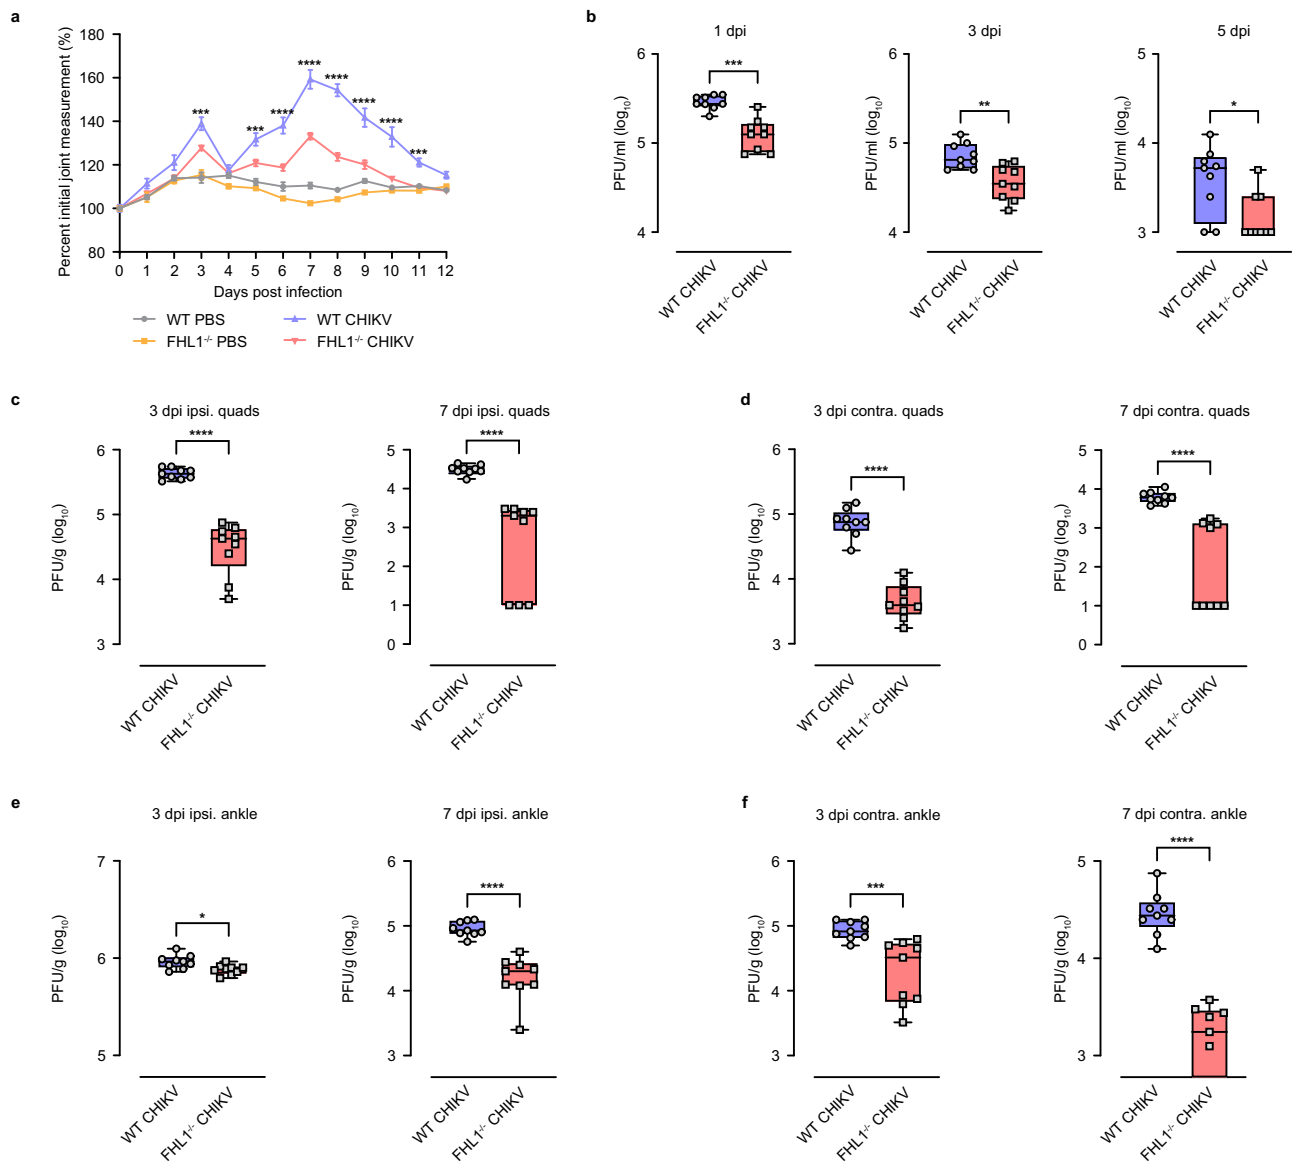 a
Percent initial joint measurement (%)
180
160
140
120
100
80
***
****
***
****
****
****
****
***
0 1 2 3 4 5 6 7 8 9 10 11 12
Days post infection
WT PBS
WT CHIKV
FHL1-/- PBS
FHL1-/- CHIKV
b
1 dpi
PFU/ml (log10)
6
5
4
***
WT CHIKV
FHL1-/- CHIKV
3 dpi
PFU/ml (log10)
6
5
4
**
WT CHIKV
FHL1-/- CHIKV
5 dpi
PFU/ml (log10)
5
4
3
*
WT CHIKV
FHL1-/- CHIKV
c
3 dpi ipsi. quads
PFU/g (log10)
6
5
4
3
****
WT CHIKV
FHL1-/- CHIKV
7 dpi ipsi. quads
PFU/g (log10)
5
4
3
2
1
0
****
WT CHIKV
FHL1-/- CHIKV
d
3 dpi contra. quads
PFU/g (log10)
6
5
4
3
****
WT CHIKV
FHL1-/- CHIKV
7 dpi contra. quads
PFU/g (log10)
5
4
3
2
1
0
****
WT CHIKV
FHL1-/- CHIKV
e
3 dpi ipsi. ankle
PFU/g (log10)
7
6
5
*
WT CHIKV
FHL1-/- CHIKV
7 dpi ipsi. ankle
PFU/g (log10)
6
5
4
3
****
WT CHIKV
FHL1-/- CHIKV
f
3 dpi contra. ankle
PFU/g (log10)
6
5
4
3
***
WT CHIKV
FHL1-/- CHIKV
7 dpi contra. ankle
PFU/g (log10)
5
4
3
****
WT CHIKV
FHL1-/- CHIKV